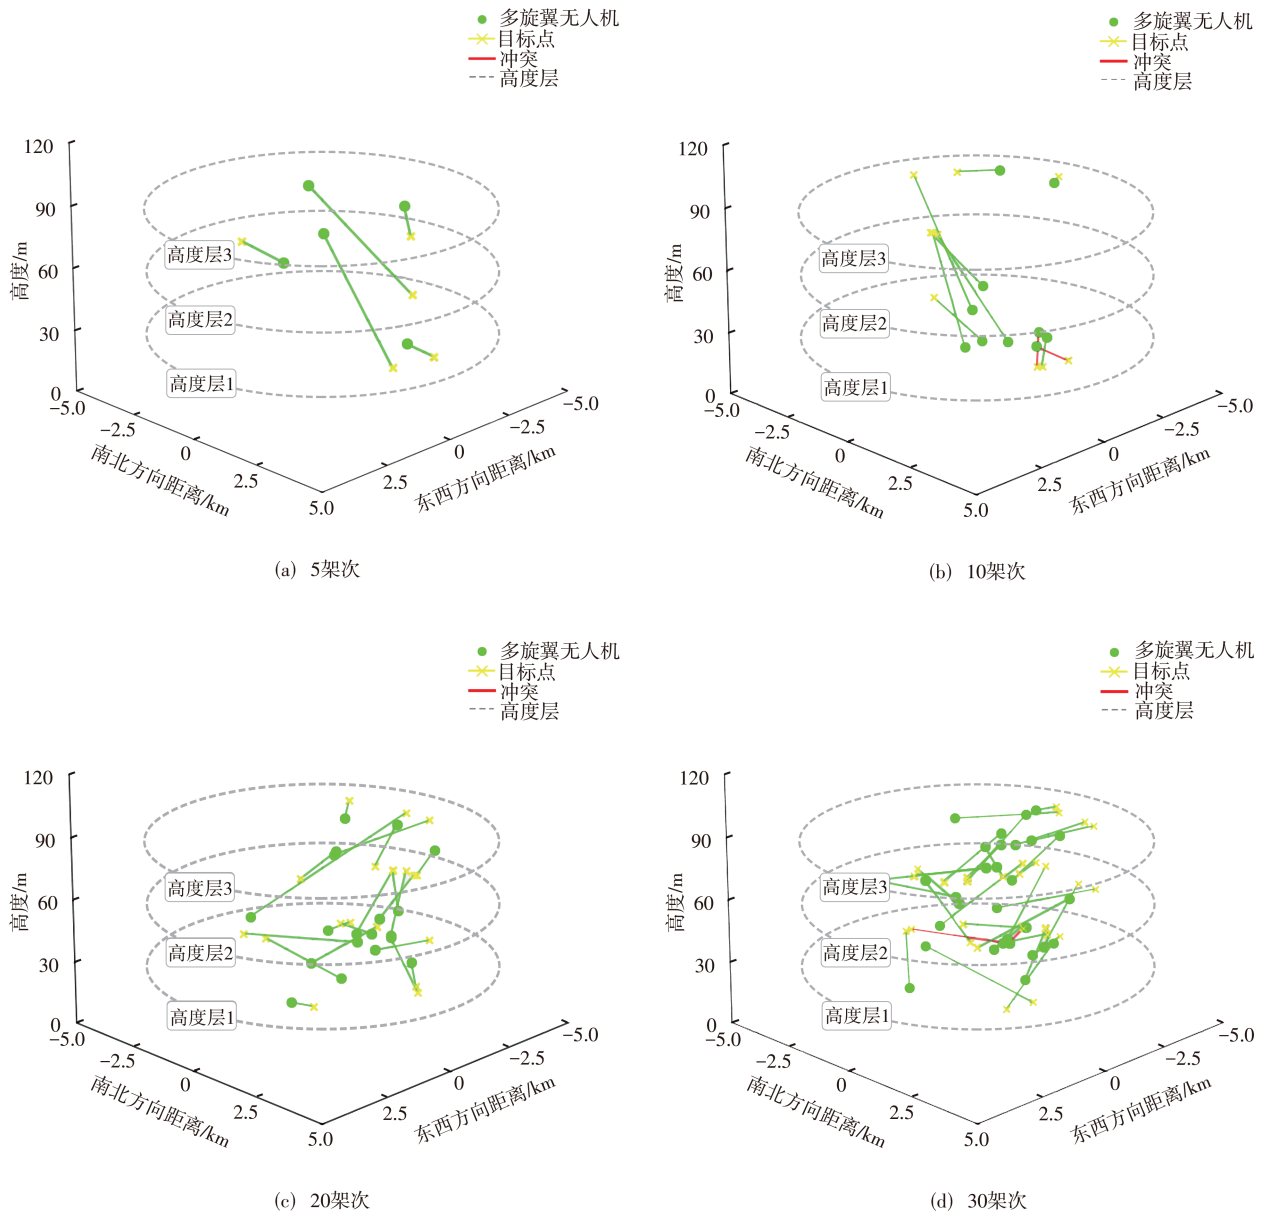 多旋翼无人机
目标点
冲突
高度层
120
90
60
30
0
高度/m
高度层3
高度层2
高度层1
−5.0
−2.5
0
2.5
5.0
南北方向距离/km
−5.0
−2.5
0
2.5
东西方向距离/km
(a) 5架次
多旋翼无人机
目标点
冲突
高度层
120
90
60
30
0
高度/m
高度层3
高度层2
高度层1
−5.0
−2.5
0
2.5
5.0
南北方向距离/km
−5.0
−2.5
0
2.5
东西方向距离/km
(b) 10架次
多旋翼无人机
目标点
冲突
高度层
120
90
60
30
0
高度/m
高度层3
高度层2
高度层1
−5.0
−2.5
0
2.5
5.0
南北方向距离/km
−5.0
−2.5
0
2.5
东西方向距离/km
(c) 20架次
多旋翼无人机
目标点
冲突
高度层
120
90
60
30
0
高度/m
高度层3
高度层2
高度层1
−5.0
−2.5
0
2.5
5.0
南北方向距离/km
−5.0
−2.5
0
2.5
东西方向距离/km
(d) 30架次